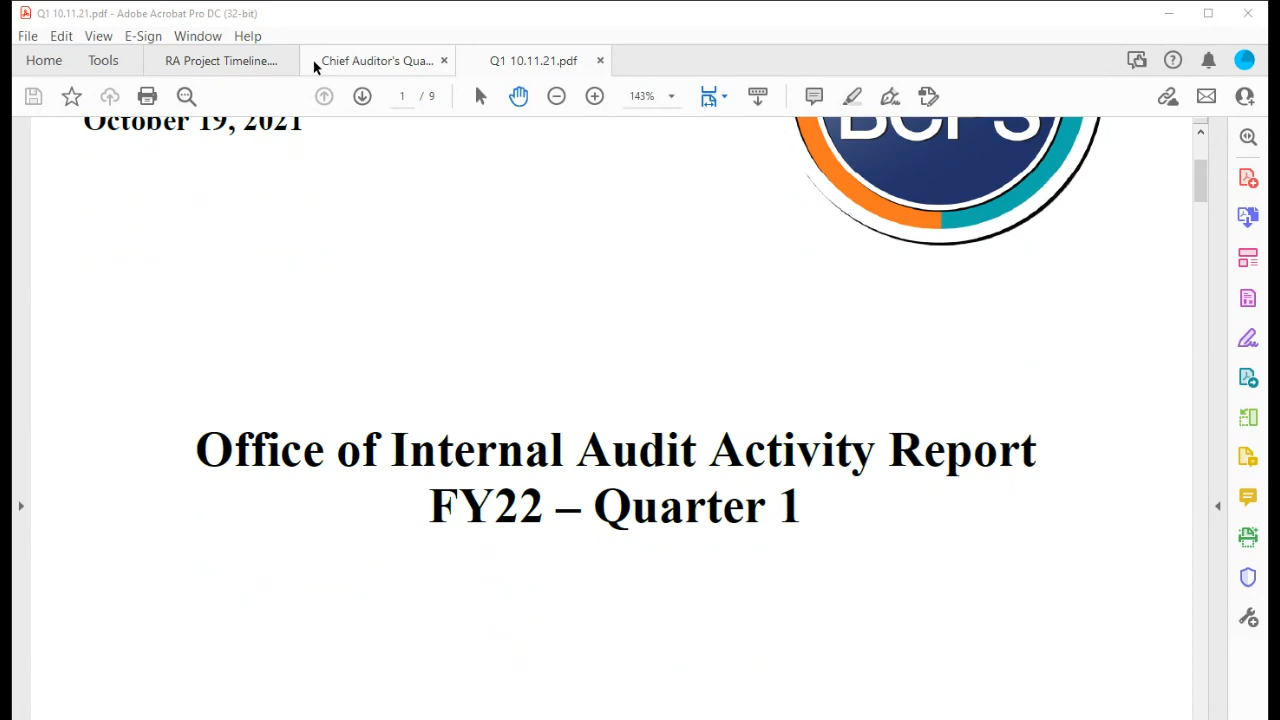 Q1 10.11.21.pdf - Adobe Acrobat Pro DC (32-bit)
File Edit View E-Sign Window Help
Home Tools RA Project Timeline.... Chief Auditor's Qua... Q1 10.11.21.pdf
1 / 9 143%
October 19, 2021
BCPS
Office of Internal Audit Activity Report
FY22 – Quarter 1